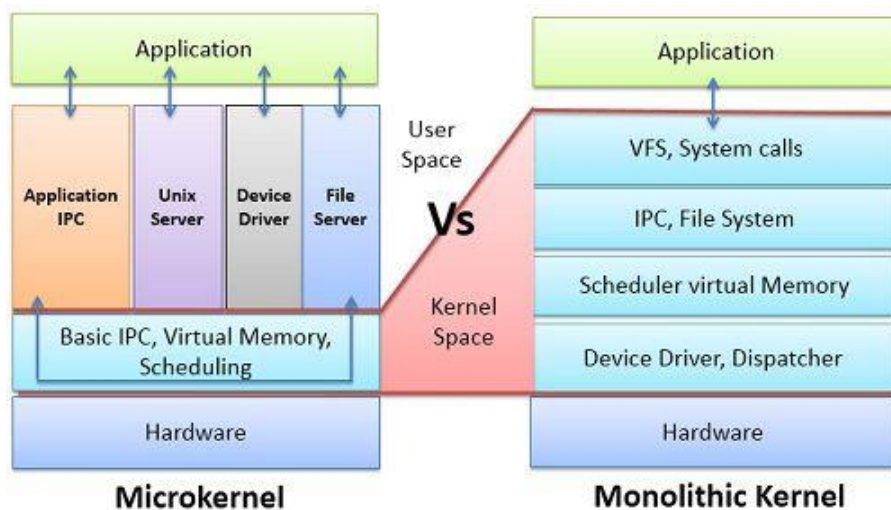 Application
Application
IPC
Unix
Server
Device
Driver
File
Server
Basic IPC, Virtual Memory,
Scheduling
Hardware
Microkernel
User
Space
Vs
Kernel
Space
Application
VFS, System calls
IPC, File System
Scheduler virtual Memory
Device Driver, Dispatcher
Hardware
Monolithic Kernel